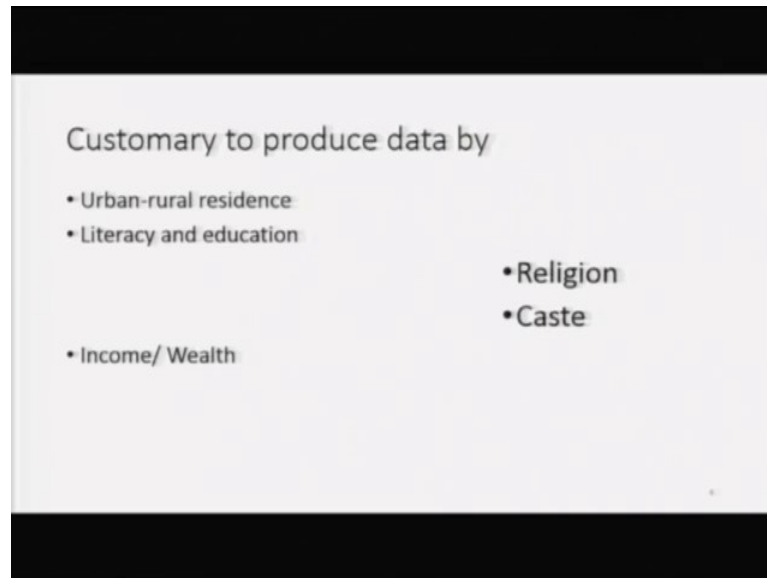 Customary to produce data by
• Urban-rural residence
• Literacy and education
• Religion
• Caste
• Income/ Wealth